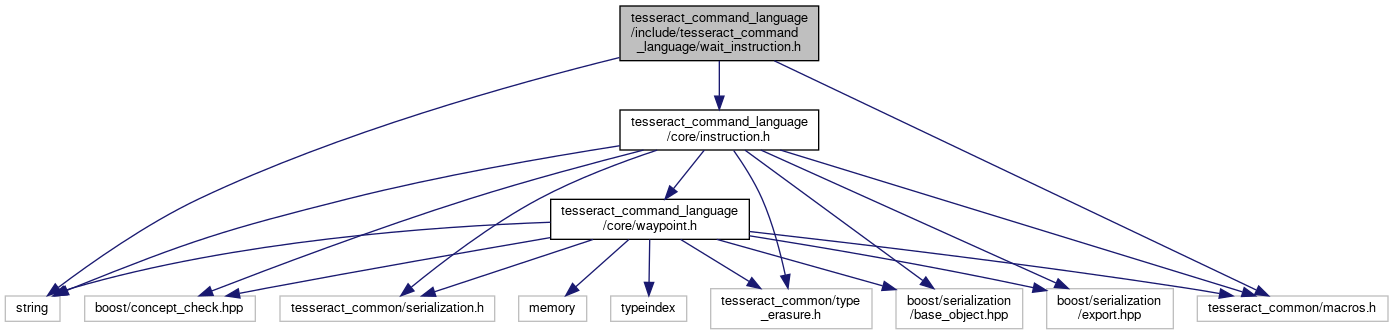 tesseract_command_language
/include/tesseract_command
_language/wait_instruction.h
tesseract_command_language
/core/instruction.h
tesseract_command_language
/core/waypoint.h
string
boost/concept_check.hpp
tesseract_common/serialization.h
memory
typeindex
tesseract_common/type
_erasure.h
boost/serialization
/base_object.hpp
boost/serialization
/export.hpp
tesseract_common/macros.h